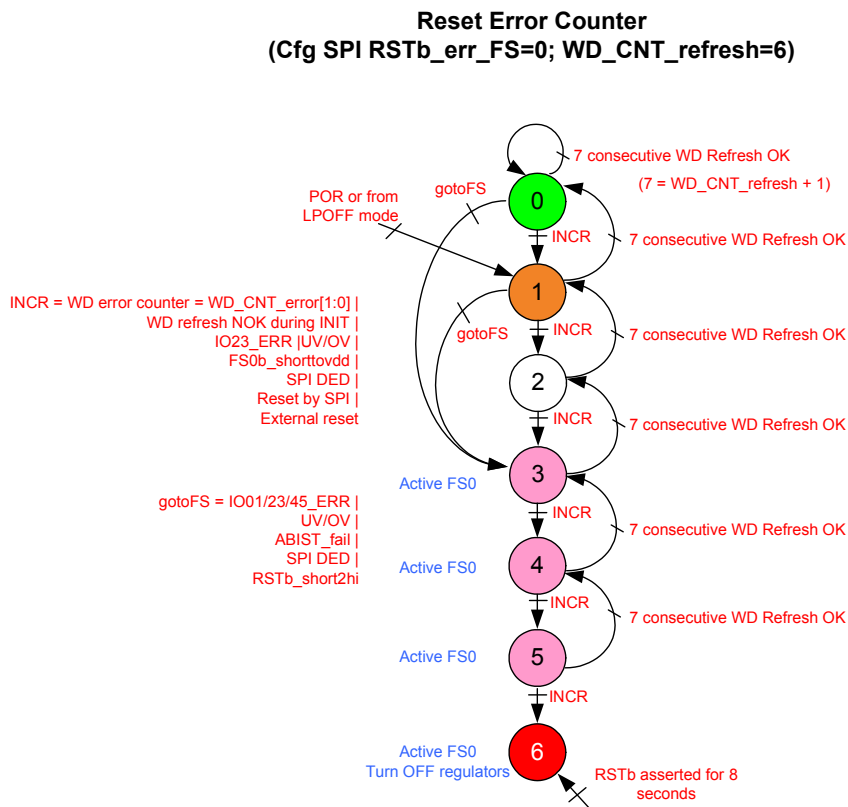 Reset Error Counter
(Cfg SPI RSTb_err_FS=0; WD_CNT_refresh=6)
7 consecutive WD Refresh OK
(7 = WD_CNT_refresh + 1)
gotoFS
0
POR or from
LPOFF mode
INCR
7 consecutive WD Refresh OK
1
INCR = WD error counter = WD_CNT_error[1:0] |
WD refresh NOK during INIT |
IO23_ERR |UV/OV |
FS0b_shorttovdd |
SPI DED |
Reset by SPI |
External reset
gotoFS
INCR
7 consecutive WD Refresh OK
2
INCR
7 consecutive WD Refresh OK
3
Active FS0
gotoFS = IO01/23/45_ERR |
UV/OV |
ABIST_fail |
SPI DED |
RSTb_short2hi
INCR
7 consecutive WD Refresh OK
4
Active FS0
INCR
7 consecutive WD Refresh OK
5
Active FS0
INCR
6
Active FS0
Turn OFF regulators
RSTb asserted for 8
seconds